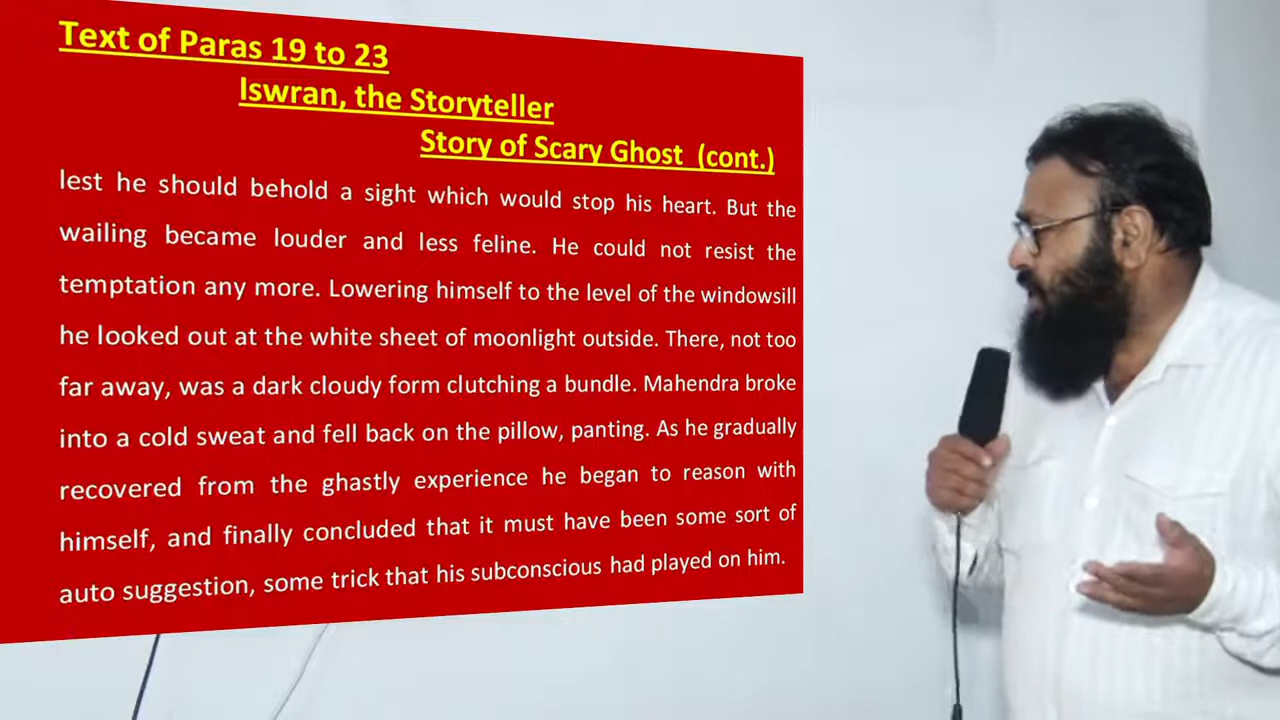 Text of Paras 19 to 23
Iswran, the Storyteller
Story of Scary Ghost (cont.)
lest he should behold a sight which would stop his heart. But the
wailing became louder and less feline. He could not resist the
temptation any more. Lowering himself to the level of the windowsill
he looked out at the white sheet of moonlight outside. There, not too
far away, was a dark cloudy form clutching a bundle. Mahendra broke
into a cold sweat and fell back on the pillow, panting. As he gradually
recovered from the ghastly experience he began to reason with
himself, and finally concluded that it must have been some sort of
auto suggestion, some trick that his subconscious had played on him.